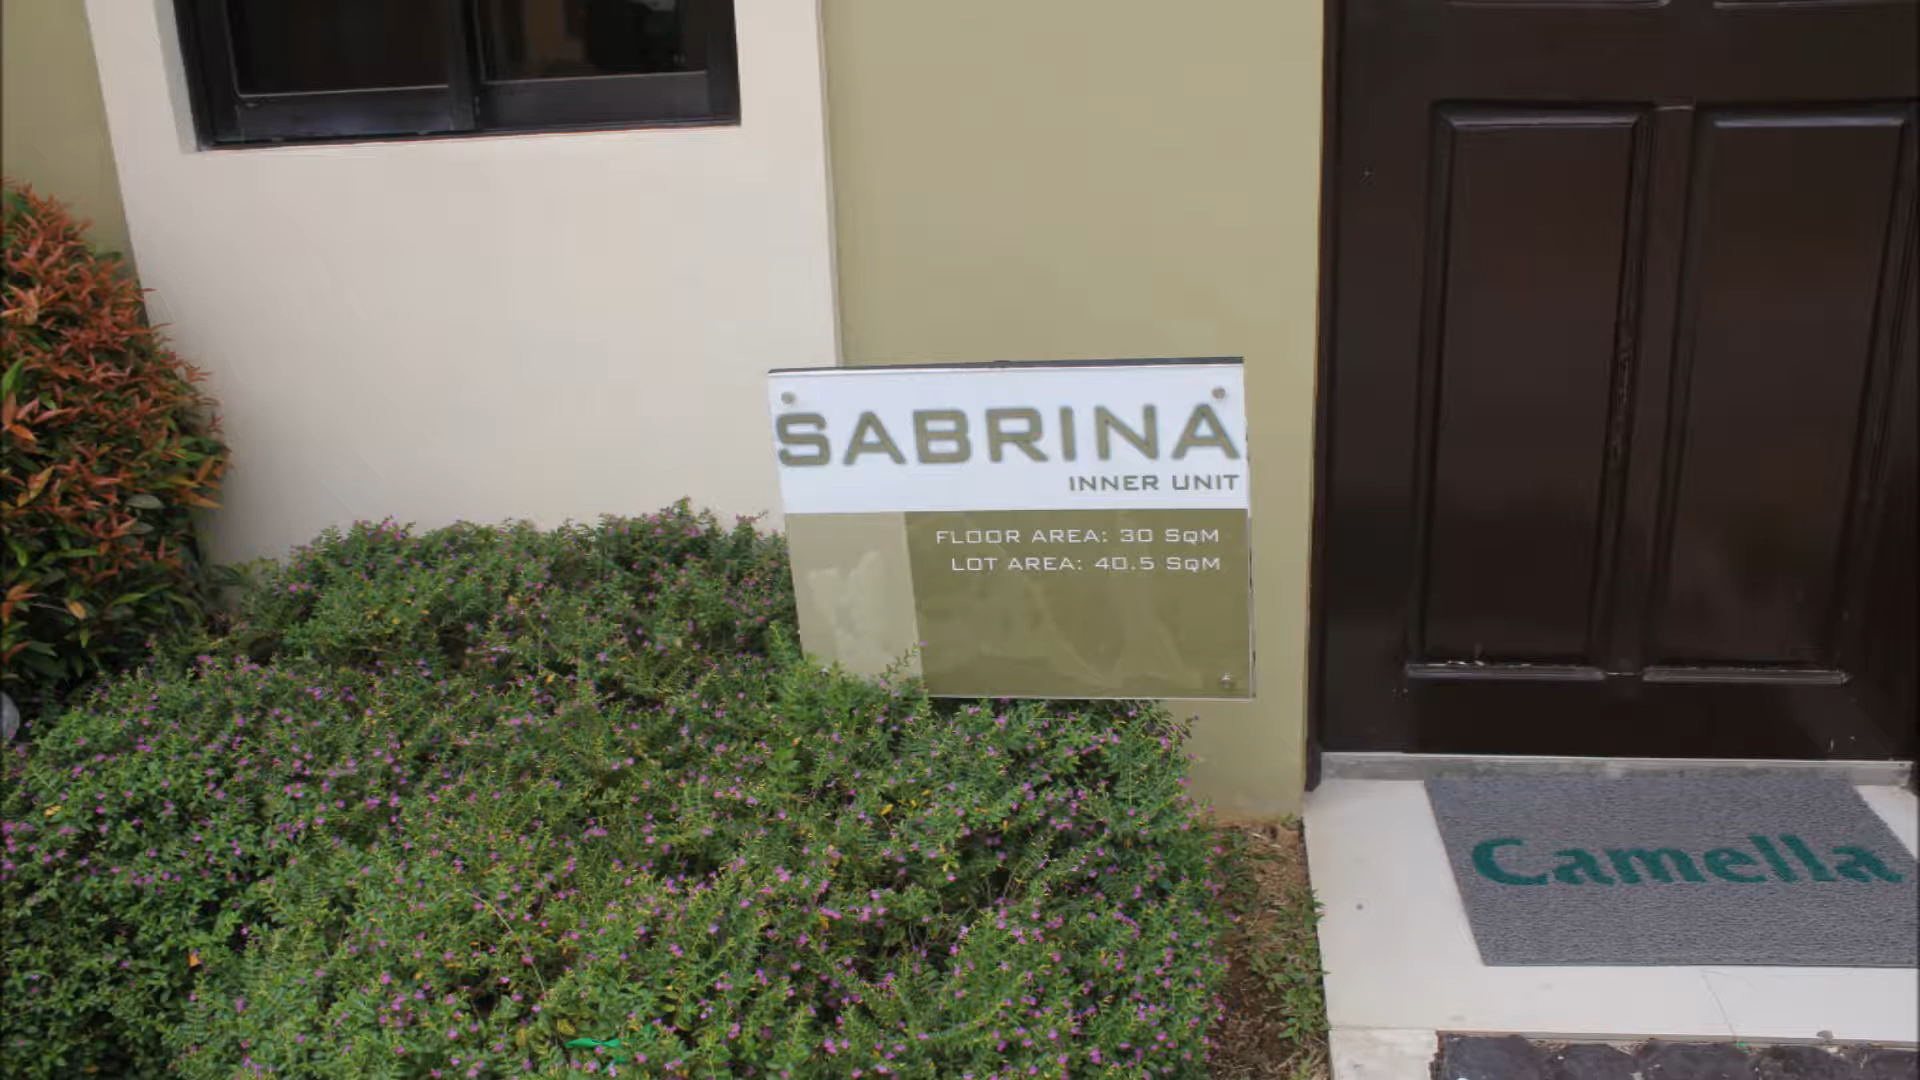 SABRINA
INNER UNIT
FLOOR AREA: 30 SQM
LOT AREA: 40.5 SQM
Camella